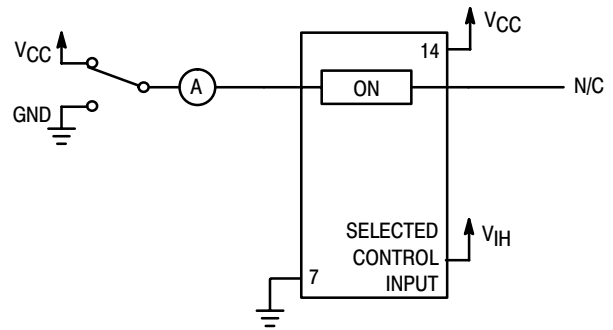 VCC
14
VCC
A
ON
N/C
GND
SELECTED
CONTROL
INPUT
VIH
7